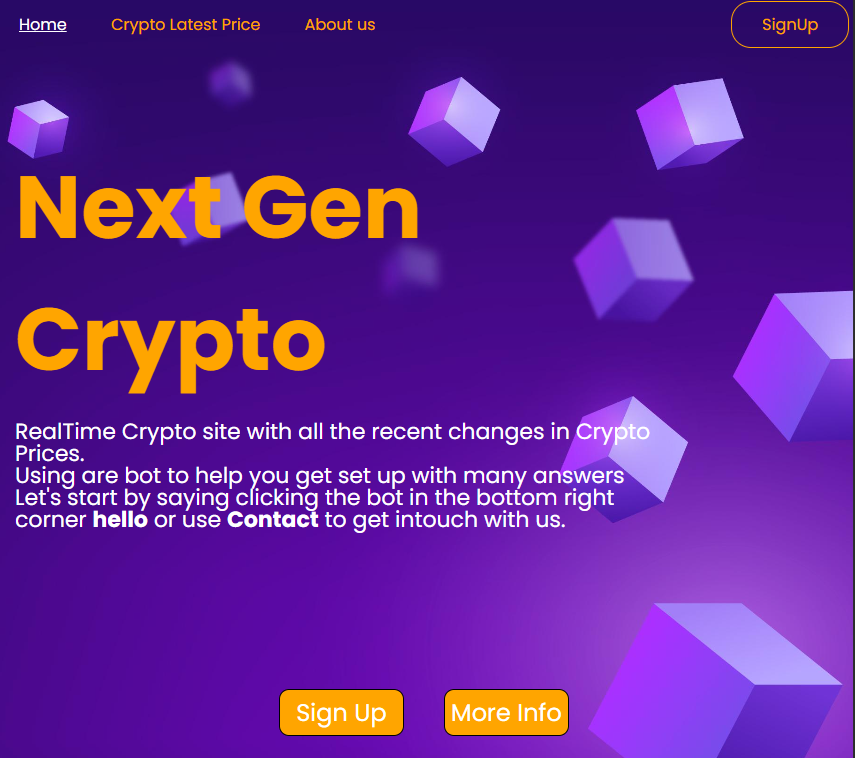 Home Crypto Latest Price About us SignUp
Next Gen
Crypto
RealTime Crypto site with all the recent changes in Crypto
Prices.
Using are bot to help you get set up with many answers
Let's start by saying clicking the bot in the bottom right
corner hello or use Contact to get intouch with us.
Sign Up More Info